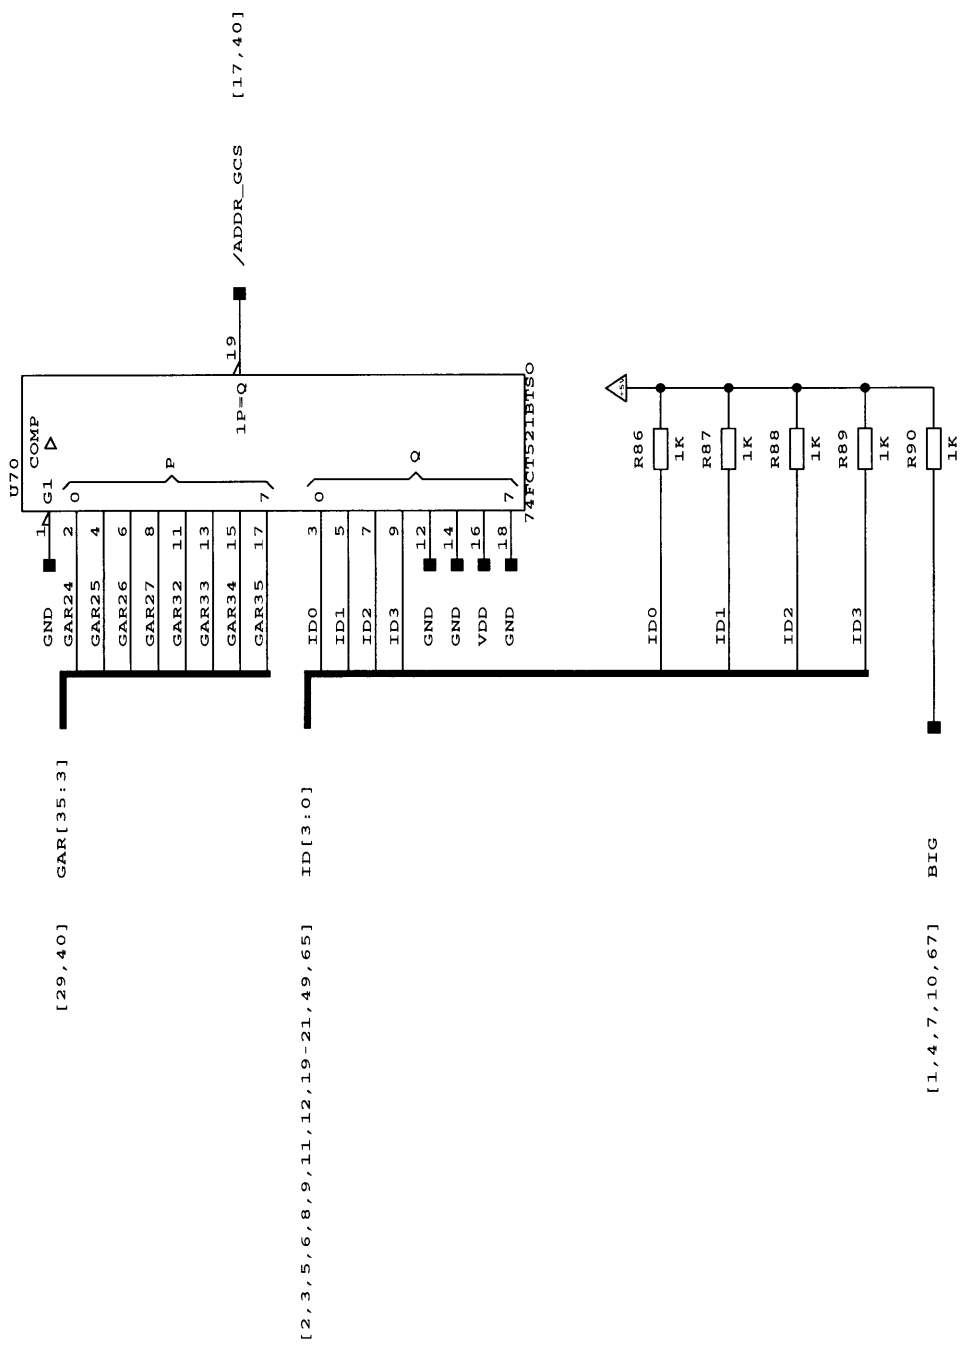 [17,40]
/ADDR_GCS
19
1P=Q
U70
COMP
G1
P
0
7
Q
0
7
74FCT521BTSO
1
2
4
6
8
11
13
15
17
3
5
7
9
12
14
16
18
GND
GAR24
GAR25
GAR26
GAR27
GAR32
GAR33
GAR34
GAR35
ID0
ID1
ID2
ID3
GND
GND
VDD
GND
+5V
R86
1K
R87
1K
R88
1K
R89
1K
R90
1K
ID0
ID1
ID2
ID3
GAR[35:3]
ID[3:0]
BIG
[29,40]
[2,3,5,6,8,9,11,12,19-21,49,65]
[1,4,7,10,67]